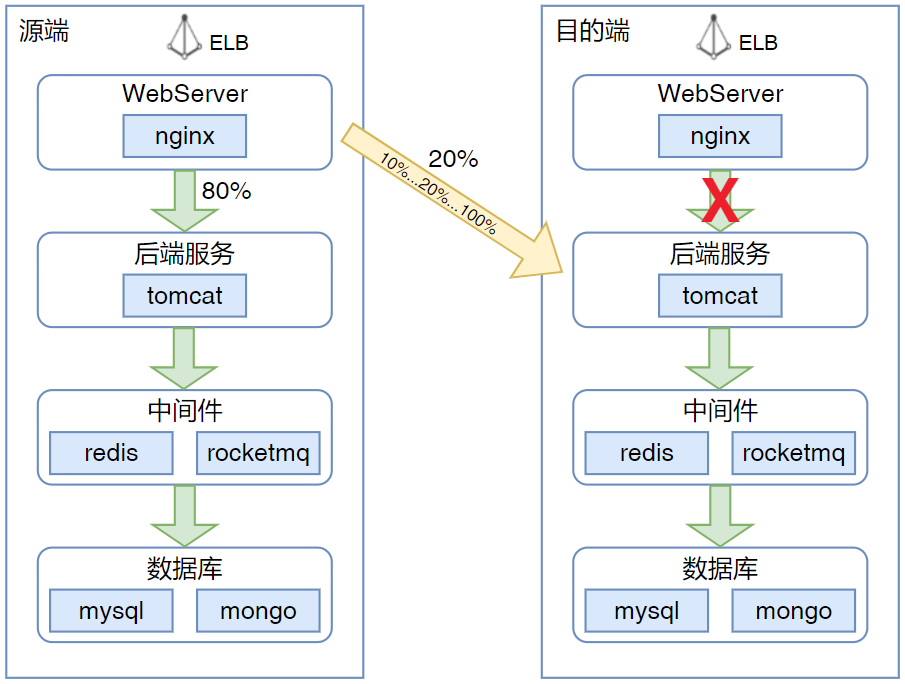 源端
ELB
WebServer
nginx
80%
后端服务
tomcat
中间件
redis
rocketmq
数据库
mysql
mongo
20%
10%...20%...100%
目的端
ELB
WebServer
nginx
X
后端服务
tomcat
中间件
redis
rocketmq
数据库
mysql
mongo